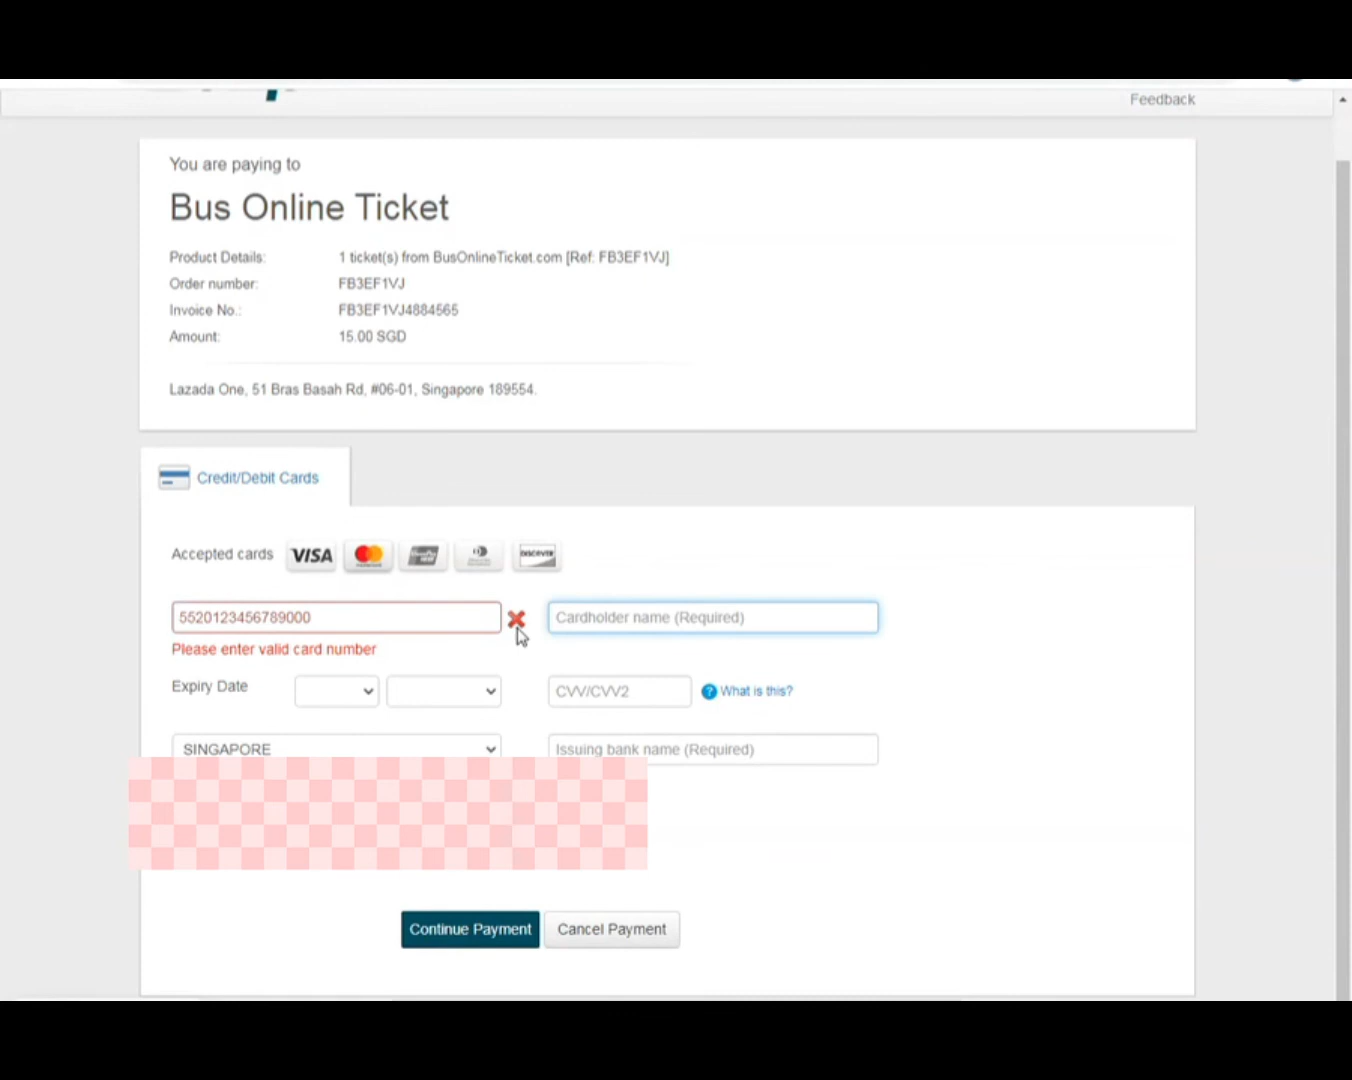 Feedback
You are paying to
Bus Online Ticket
Product Details: 1 ticket(s) from BusOnlineTicket.com [Ref: FB3EF1VJ]
Order number: FB3EF1VJ
Invoice No.: FB3EF1VJ4884565
Amount: 15.00 SGD
Lazada One, 51 Bras Basah Rd, #06-01, Singapore 189554.
Credit/Debit Cards
Accepted cards VISA DISCOVER
5520123456789000 Cardholder name (Required)
Please enter valid card number
Expiry Date CVV/CVV2 ? What is this?
SINGAPORE Issuing bank name (Required)
Continue Payment Cancel Payment